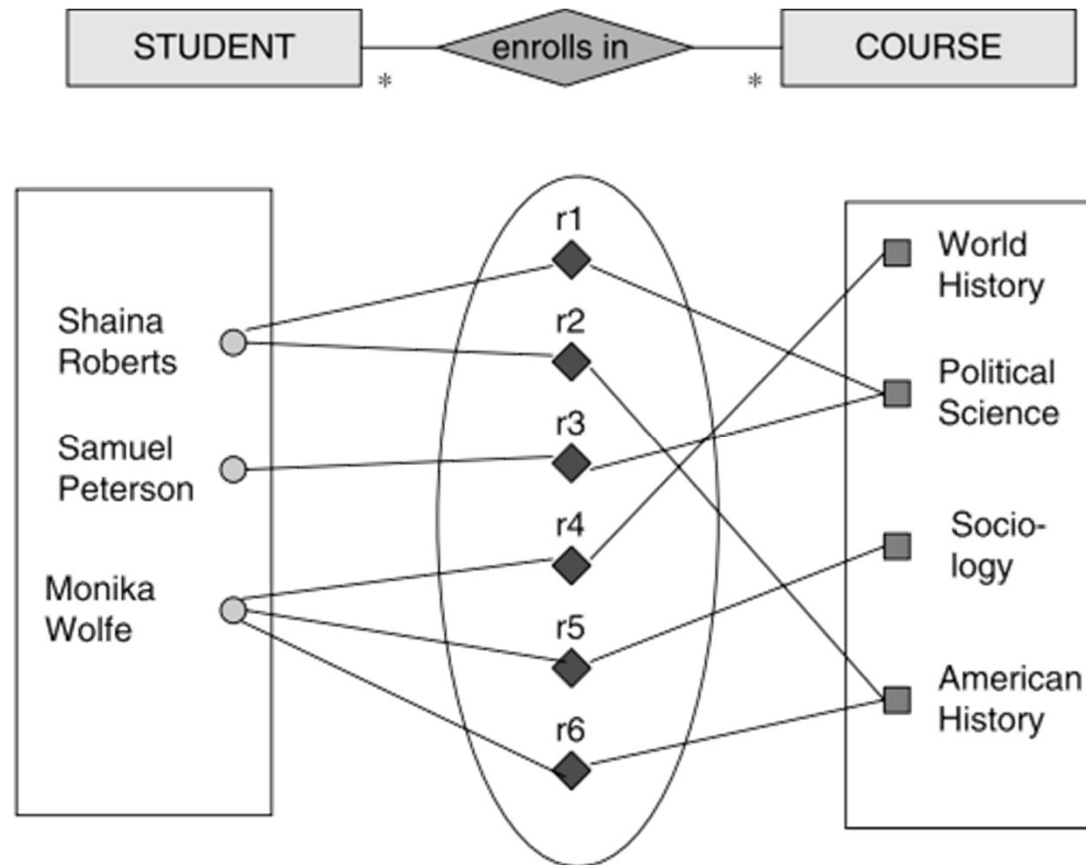 STUDENT
enrolls in
COURSE
*
*
r1
r2
r3
r4
r5
r6
Shaina
Roberts
Samuel
Peterson
Monika
Wolfe
World
History
Political
Science
Socio-
logy
American
History